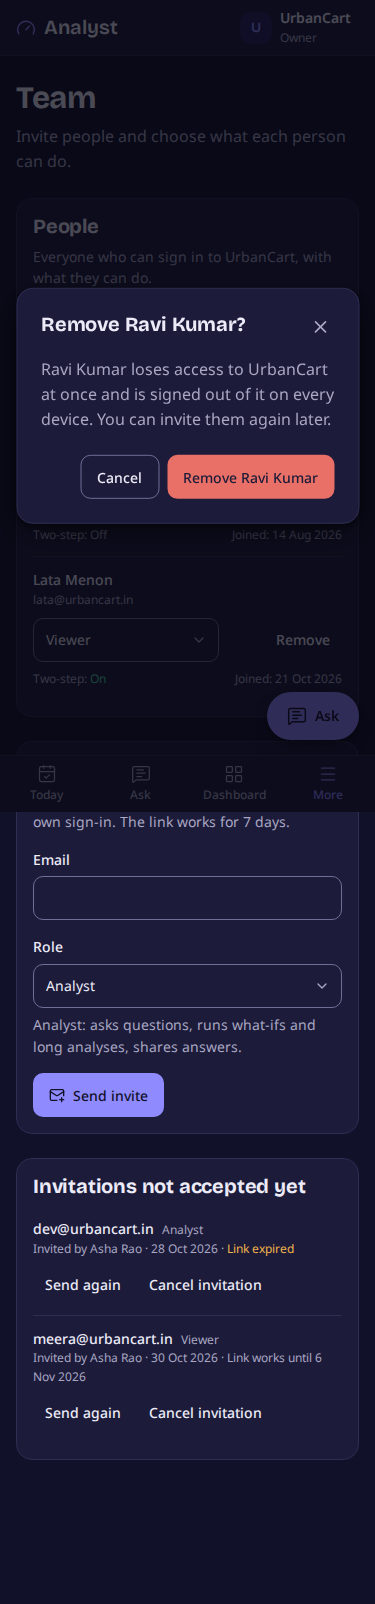 Analyst
U
UrbanCart
Owner
Team
Invite people and choose what each person
can do.
People
Everyone who can sign in to UrbanCart, with
what they can do.
Remove Ravi Kumar?
Ravi Kumar loses access to UrbanCart
at once and is signed out of it on every
device. You can invite them again later.
Cancel
Remove Ravi Kumar
Two-step: Off
Joined: 14 Aug 2026
Lata Menon
lata@urbancart.in
Viewer
Remove
Two-step: On
Joined: 21 Oct 2026
Ask
Today
Ask
Dashboard
More
own sign-in. The link works for 7 days.
Email
Role
Analyst
Analyst: asks questions, runs what-ifs and
long analyses, shares answers.
Send invite
Invitations not accepted yet
dev@urbancart.in Analyst
Invited by Asha Rao · 28 Oct 2026 · Link expired
Send again
Cancel invitation
meera@urbancart.in Viewer
Invited by Asha Rao · 30 Oct 2026 · Link works until 6
Nov 2026
Send again
Cancel invitation